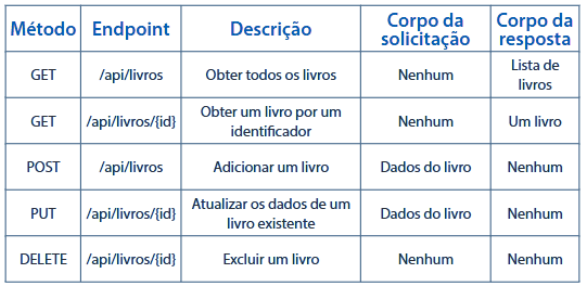 Método Endpoint Descrição Corpo da solicitação Corpo da resposta
GET /api/livros Obter todos os livros Nenhum Lista de livros
GET /api/livros/{id} Obter um livro por um identificador Nenhum Um livro
POST /api/livros Adicionar um livro Dados do livro Nenhum
PUT /api/livros/{id} Atualizar os dados de um livro existente Dados do livro Nenhum
DELETE /api/livros/{id} Excluir um livro Nenhum Nenhum